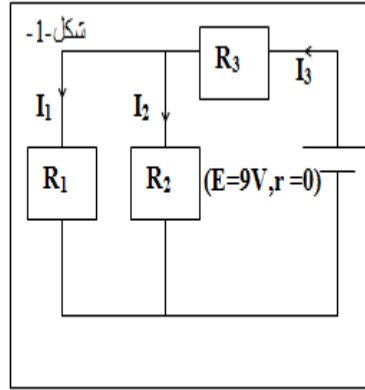 شكل-1-
R₃
I₃
I₁
I₂
R₁
R₂
(E=9V,r =0)